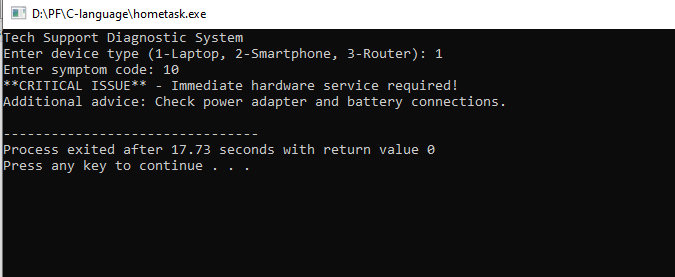 D:\PF\C-language\hometask.exe
Tech Support Diagnostic System
Enter device type (1-Laptop, 2-Smartphone, 3-Router): 1
Enter symptom code: 10
**CRITICAL ISSUE** - Immediate hardware service required!
Additional advice: Check power adapter and battery connections.

--------------------------------
Process exited after 17.73 seconds with return value 0
Press any key to continue . . .